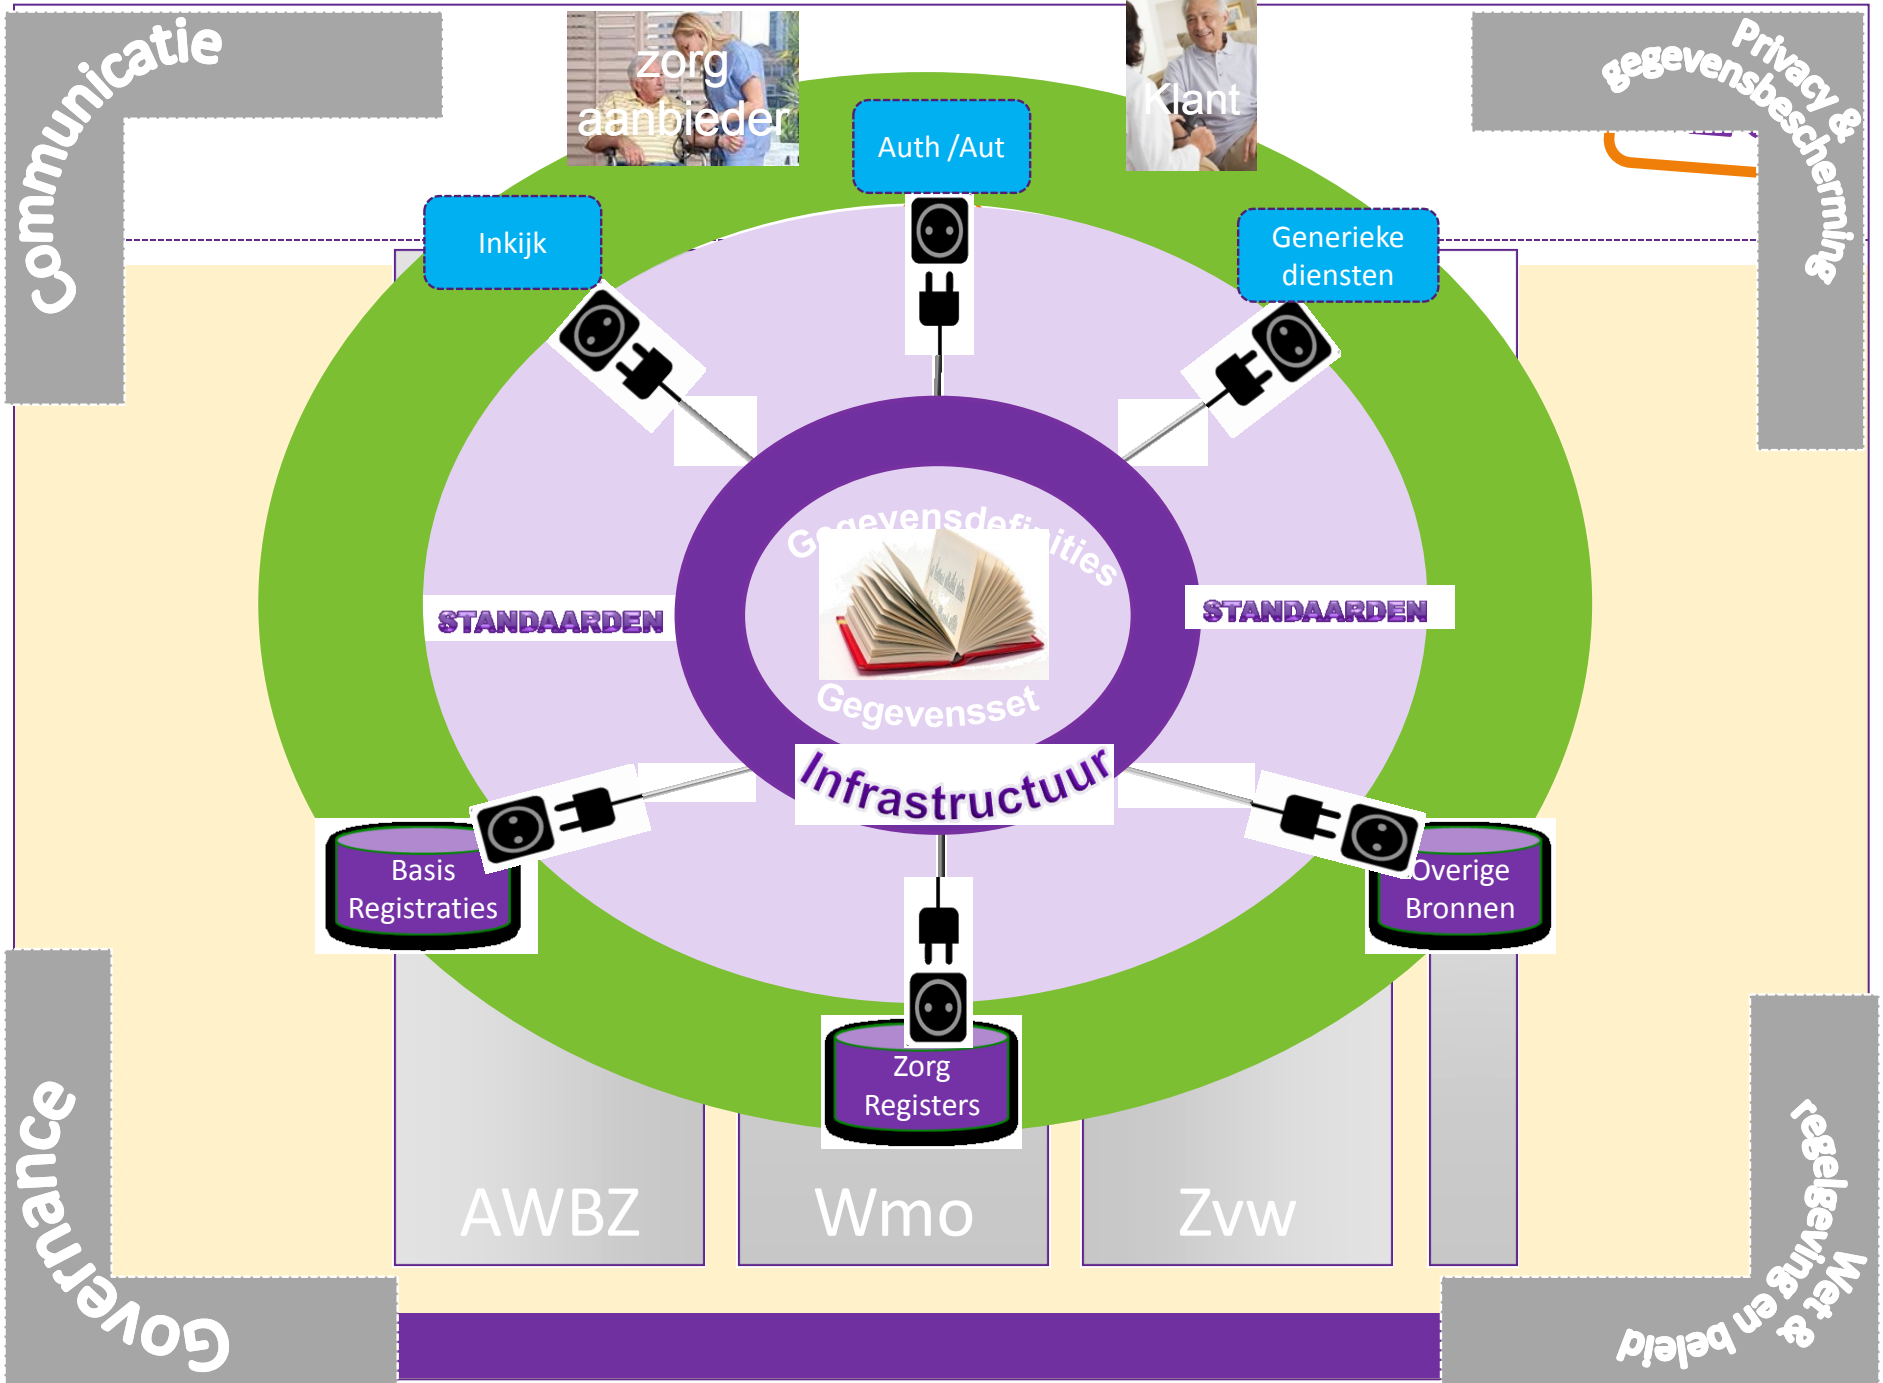 Communicatie
zorg
aanbieder
Klant
Privacy &
gegevensbescherming
Auth /Aut
Inkijk
Generieke
diensten
Gegevensdefinities
STANDAARDEN
STANDAARDEN
Gegevensset
Infrastructuur
Basis
Registraties
Overige
Bronnen
Zorg
Registers
AWBZ
Wmo
Zvw
Governance
Wet &
regelgeving en beleid